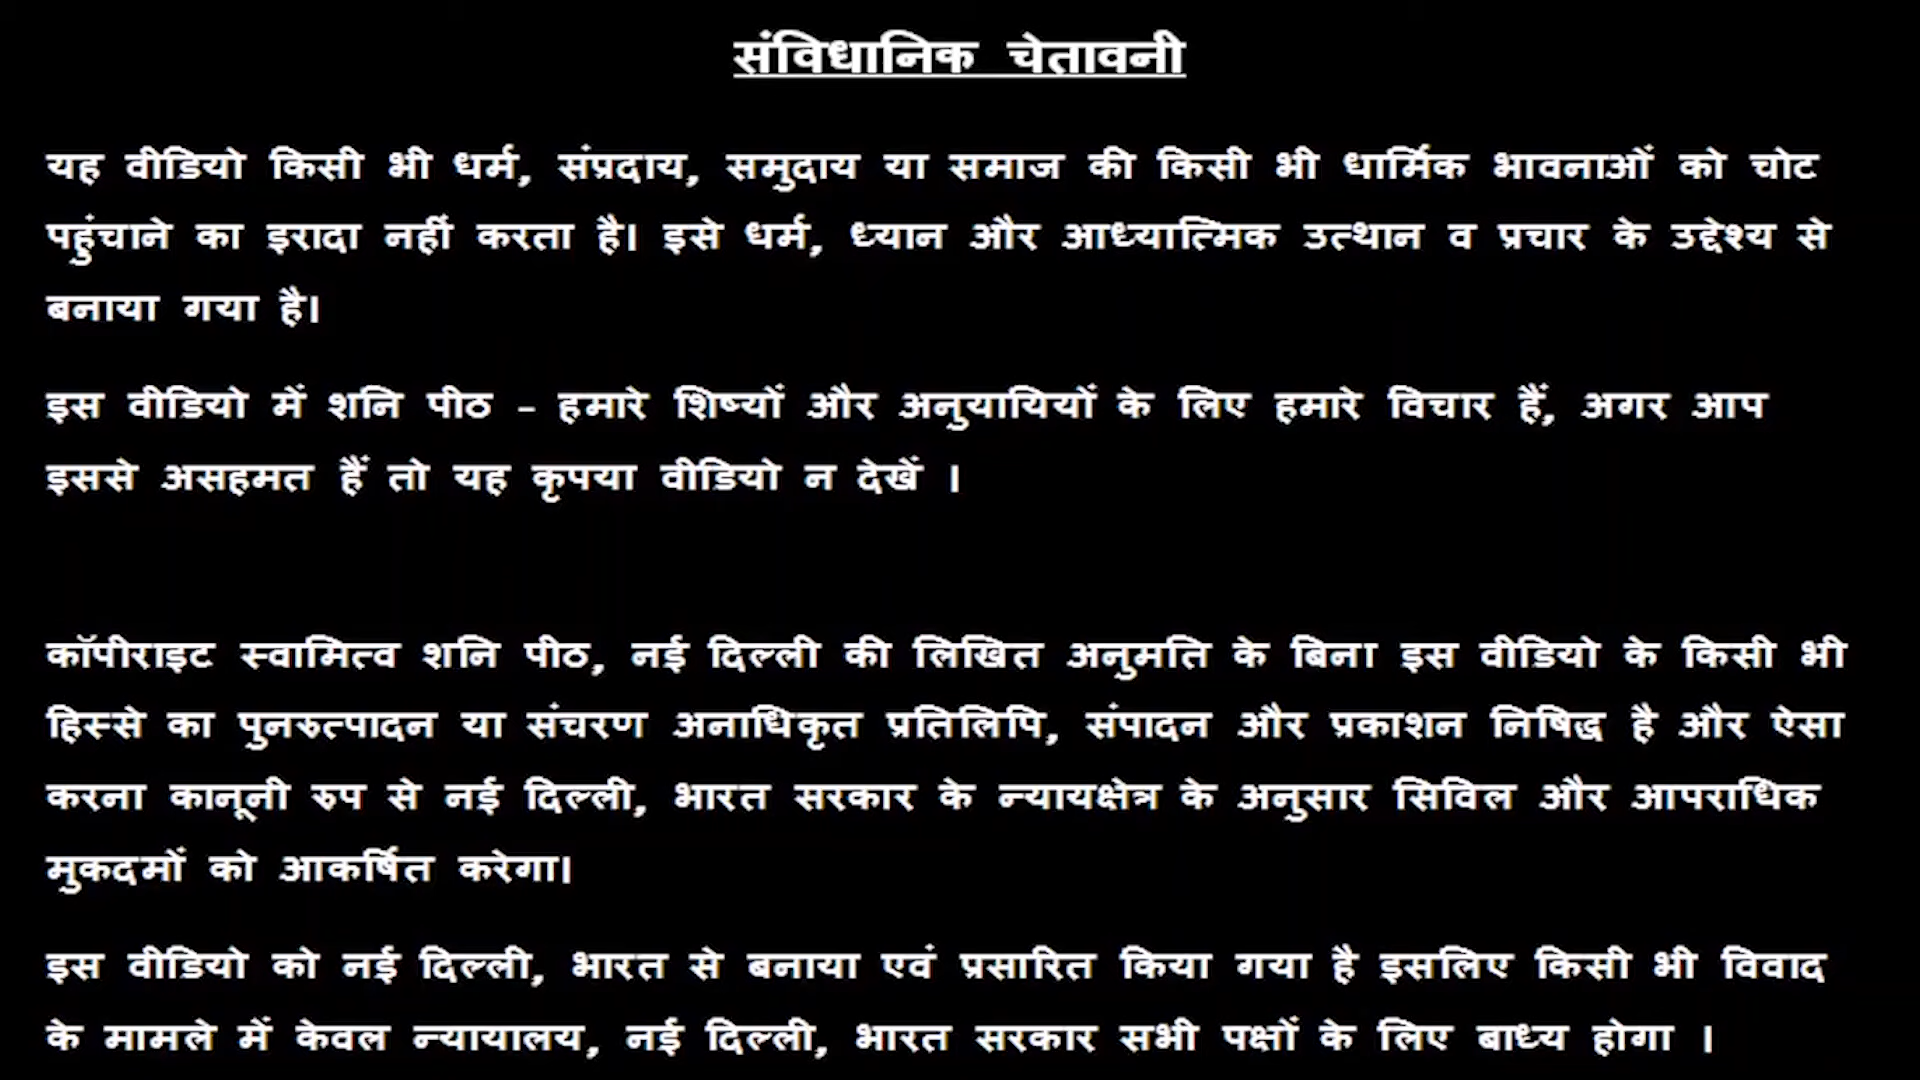 संविधानिक चेतावनी
यह वीडियो किसी भी धर्म, संप्रदाय, समुदाय या समाज की किसी भी धार्मिक भावनाओं को चोट
पहुंचाने का इरादा नहीं करता है। इसे धर्म, ध्यान और आध्यात्मिक उत्थान व प्रचार के उद्देश्य से
बनाया गया है।
इस वीडियो में शनि पीठ – हमारे शिष्यों और अनुयायियों के लिए हमारे विचार हैं, अगर आप
इससे असहमत हैं तो यह कृपया वीडियो न देखें ।
कॉपीराइट स्वामित्व शनि पीठ, नई दिल्ली की लिखित अनुमति के बिना इस वीडियो के किसी भी
हिस्से का पुनरुत्पादन या संचरण अनाधिकृत प्रतिलिपि, संपादन और प्रकाशन निषिद्ध है और ऐसा
करना कानूनी रुप से नई दिल्ली, भारत सरकार के न्यायक्षेत्र के अनुसार सिविल और आपराधिक
मुकदमों को आकर्षित करेगा।
इस वीडियो को नई दिल्ली, भारत से बनाया एवं प्रसारित किया गया है इसलिए किसी भी विवाद
के मामले में केवल न्यायालय, नई दिल्ली, भारत सरकार सभी पक्षों के लिए बाध्य होगा ।